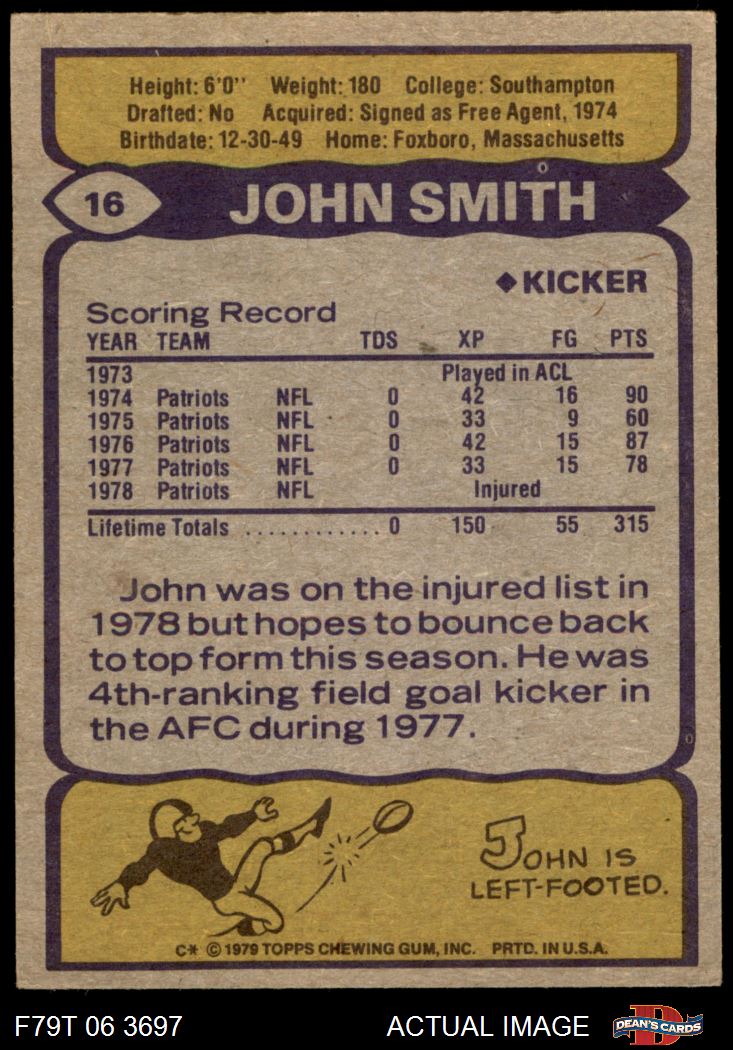 Height: 6'0'' Weight: 180 College: Southampton
Drafted: No Acquired: Signed as Free Agent, 1974
Birthdate: 12-30-49 Home: Foxboro, Massachusetts
16 JOHN SMITH
◆KICKER
Scoring Record
YEAR TEAM TDS XP FG PTS
1973 Played in ACL
1974 Patriots NFL 0 42 16 90
1975 Patriots NFL 0 33 9 60
1976 Patriots NFL 0 42 15 87
1977 Patriots NFL 0 33 15 78
1978 Patriots NFL Injured
Lifetime Totals . . . . . . . . . . . . 0 150 55 315
John was on the injured list in
1978 but hopes to bounce back
to top form this season. He was
4th-ranking field goal kicker in
the AFC during 1977.
JOHN IS
LEFT-FOOTED.
C* © 1979 TOPPS CHEWING GUM, INC. PRTD. IN U.S.A.
F79T 06 3697 ACTUAL IMAGE D DEAN'S CARDS